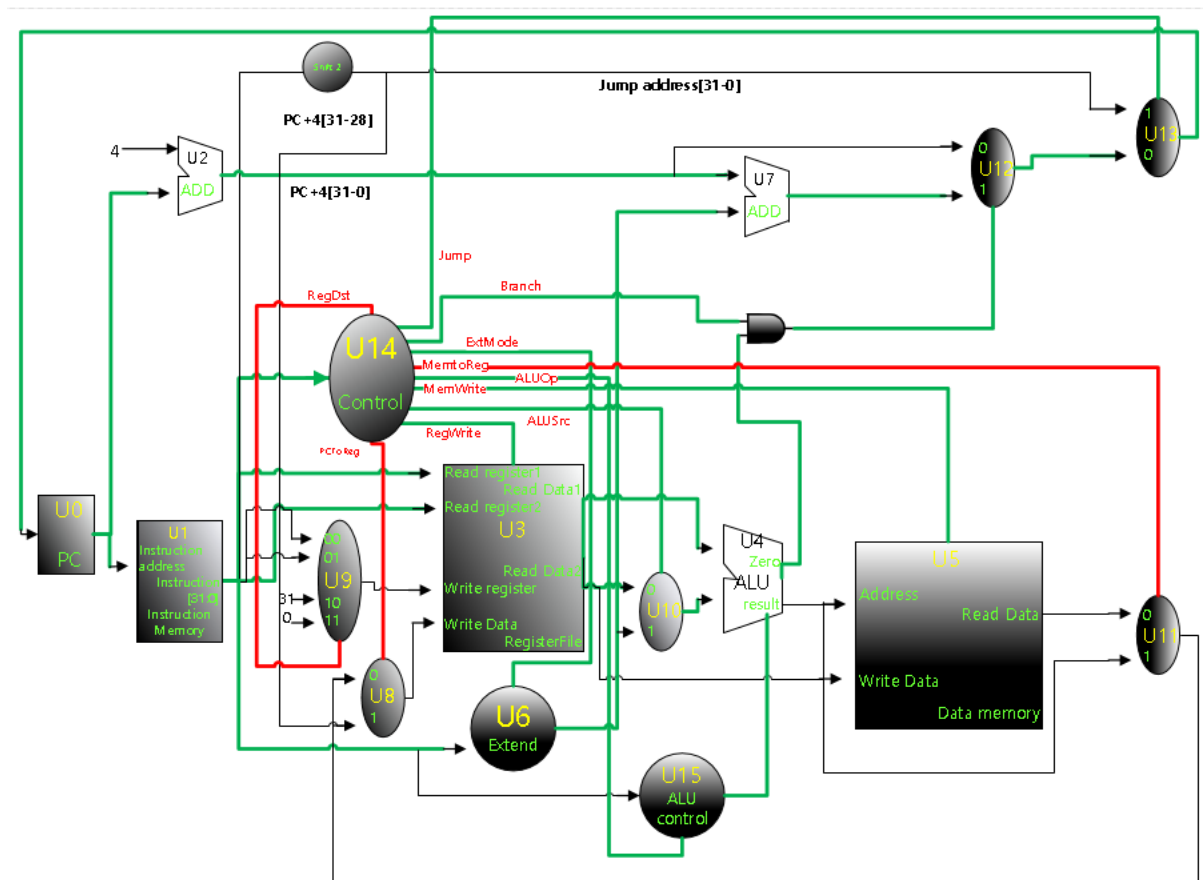 Shift 2
Jump address[31-0]
PC+4[31-28]
1
U13
0
4
U2
ADD
0
U12
1
U7
ADD
PC+4[31-0]
Jump
RegDst
Branch
U14
Control
ExtMode
MemtoReg
ALUOp
MemWrite
ALUSrc
RegWrite
PCToReg
U0
PC
U1
Instruction
address
Instruction
[31:0]
Instruction
Memory
00
01
U9
10
11
31
0
Read register1
Read Data1
Read register2
U3
Read Data2
Write register
Write Data
RegisterFile
0
U10
1
U4
Zero
ALU
result
U5
Address
Read Data
Write Data
Data memory
0
U11
1
0
U8
1
U6
Extend
U15
ALU
control